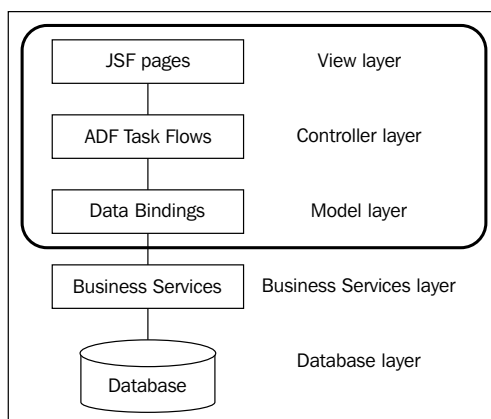 JSF pages View layer
ADF Task Flows Controller layer
Data Bindings Model layer
Business Services Business Services layer
Database layer
Database